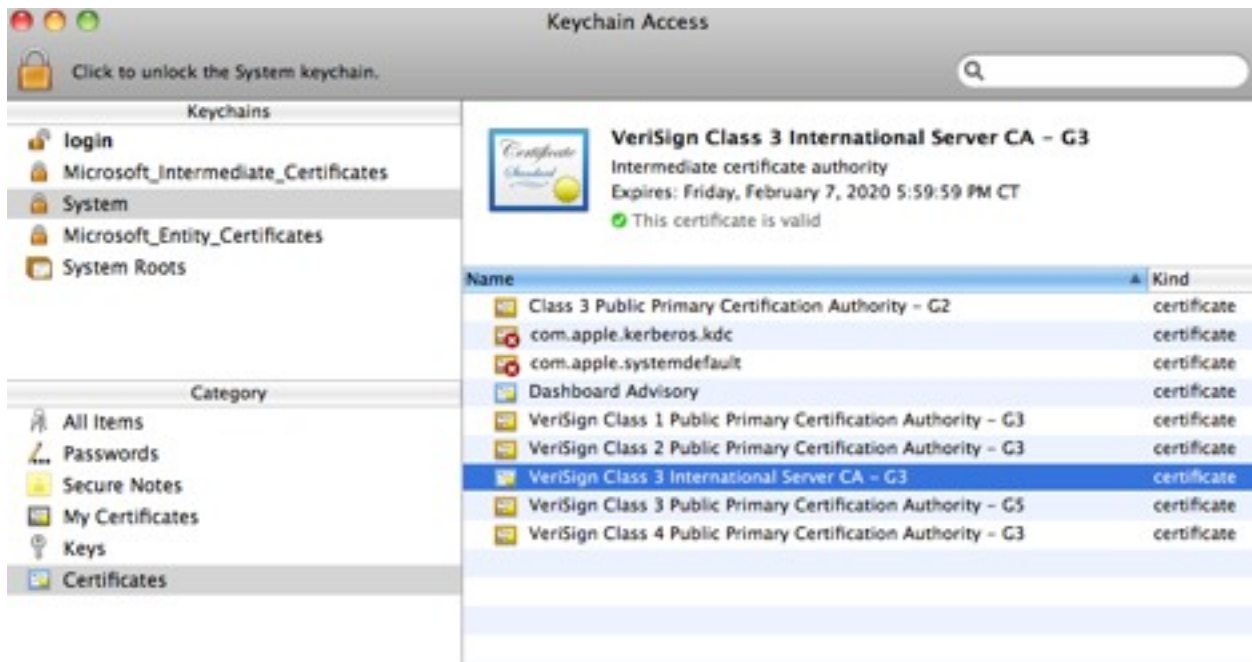 Keychain Access
Click to unlock the System keychain.
Keychains
login
Microsoft_Intermediate_Certificates
System
Microsoft_Entity_Certificates
System Roots
Category
All Items
Passwords
Secure Notes
My Certificates
Keys
Certificates
Certificate
Standard
VeriSign Class 3 International Server CA – G3
Intermediate certificate authority
Expires: Friday, February 7, 2020 5:59:59 PM CT
This certificate is valid
Name Kind
Class 3 Public Primary Certification Authority – G2 certificate
com.apple.kerberos.kdc certificate
com.apple.systemdefault certificate
Dashboard Advisory certificate
VeriSign Class 1 Public Primary Certification Authority – G3 certificate
VeriSign Class 2 Public Primary Certification Authority – G3 certificate
VeriSign Class 3 International Server CA – G3 certificate
VeriSign Class 3 Public Primary Certification Authority – G5 certificate
VeriSign Class 4 Public Primary Certification Authority – G3 certificate